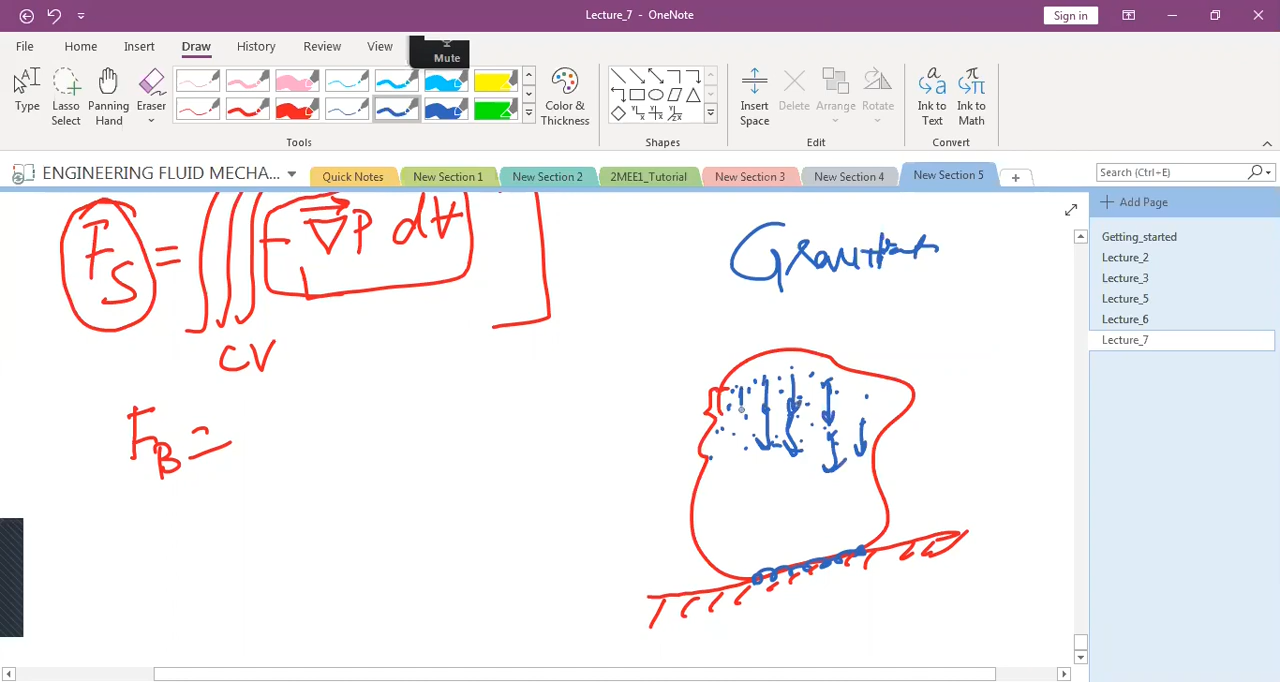 Lecture_7 - OneNote
Sign in
File Home Insert Draw History Review View
Mute
Type
Lasso Select
Panning Hand
Eraser
Color & Thickness
Insert Space
Delete
Arrange
Rotate
Ink to Text
Ink to Math
Tools
Shapes
Edit
Convert
ENGINEERING FLUID MECHA...
Quick Notes
New Section 1
New Section 2
2MEE1_Tutorial
New Section 3
New Section 4
New Section 5
Search (Ctrl+E)
Add Page
Getting_started
Lecture_2
Lecture_3
Lecture_5
Lecture_6
Lecture_7
F_S = ∭ - ∇P dV
CV
F_B =